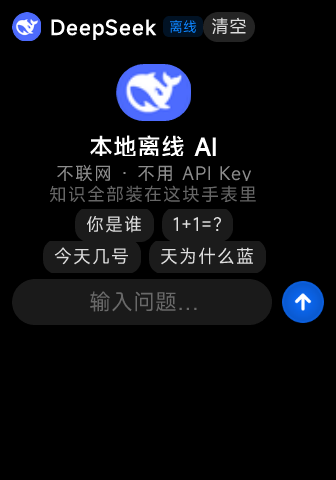 DeepSeek 离线 清空
本地离线 AI
不联网 · 不用 API Key
知识全部装在这块手表里
你是谁 1+1=?
今天几号 天为什么蓝
输入问题...